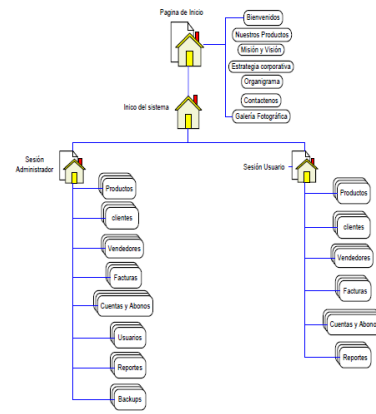 Pagina de Inicio
Bienvenidos
Nuestros Productos
Misión y Visión
Estrategia corporativa
Organigrama
Contactenos
Galería Fotográfica
Inico del sistema
Sesión
Administrador
Productos
clientes
Vendedores
Facturas
Cuentas y Abonos
Usuarios
Reportes
Backups
Sesión Usuario
Productos
clientes
Vendedores
Facturas
Cuentas y Abonos
Reportes